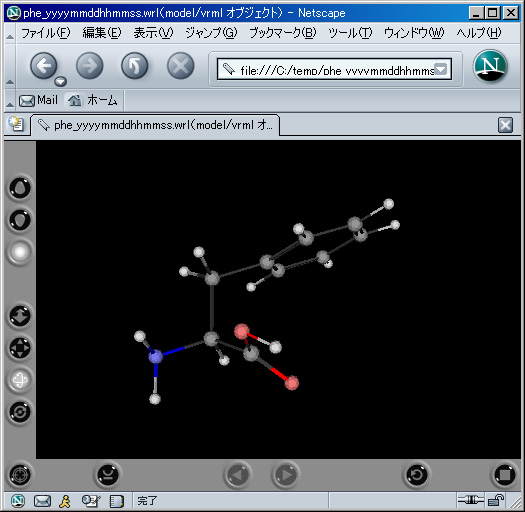 phe_yyyymmddhhmmss.wrl(model/vrml オブジェクト) - Netscape
ファイル(F) 編集(E) 表示(V) ジャンプ(G) ブックマーク(B) ツール(T) ウィンドウ(W) ヘルプ(H)
file:///C:/temp/phe_yyyymmddhhmmss
N
Mail ホーム
phe_yyyymmddhhmmss.wrl(model/vrml オ...
完了